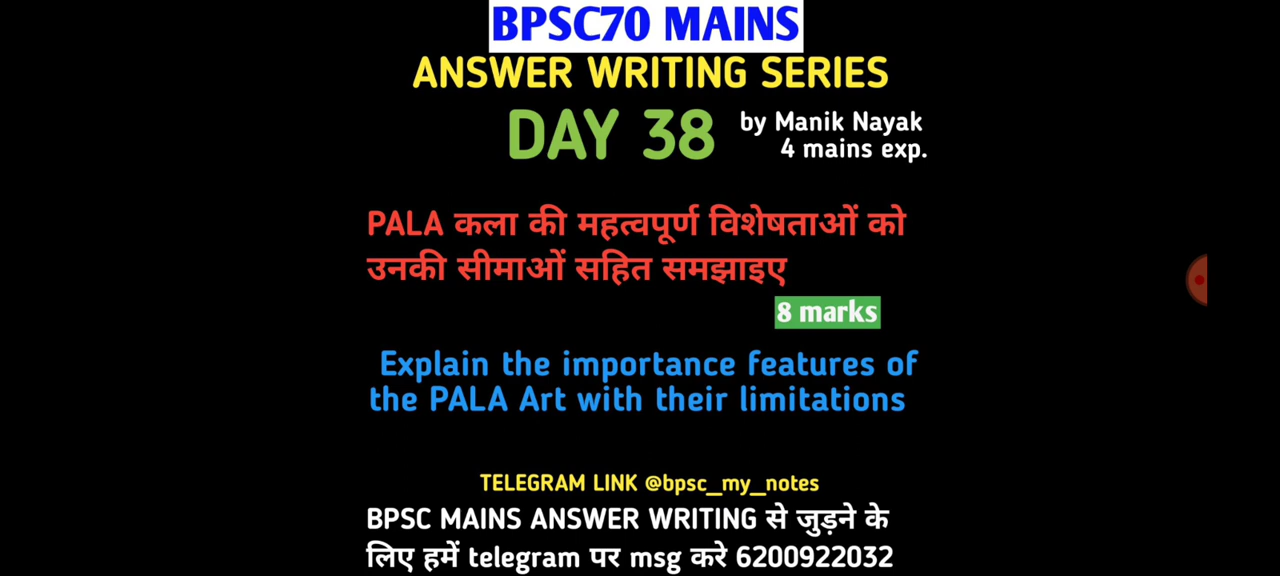 BPSC70 MAINS
ANSWER WRITING SERIES
DAY 38
by Manik Nayak
4 mains exp.
PALA कला की महत्वपूर्ण विशेषताओं को
उनकी सीमाओं सहित समझाइए
8 marks
Explain the importance features of
the PALA Art with their limitations
TELEGRAM LINK @bpsc_my_notes
BPSC MAINS ANSWER WRITING से जुड़ने के
लिए हमें telegram पर msg करे 6200922032